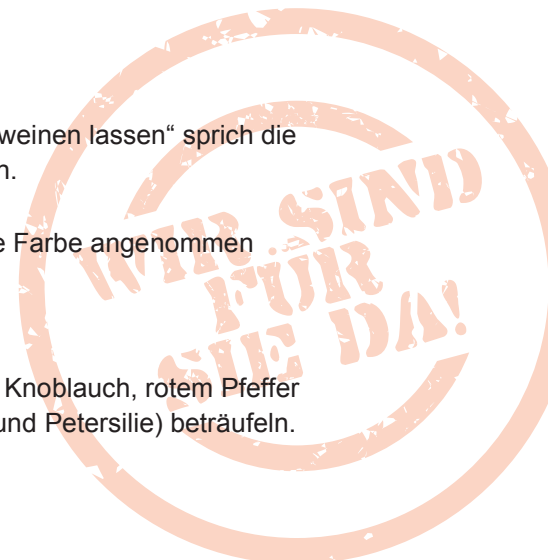 weinen lassen“ sprich die
n.
e Farbe angenommen
WIR SIND
FÜR
SIE DA!
Knoblauch, rotem Pfeffer
und Petersilie) beträufeln.